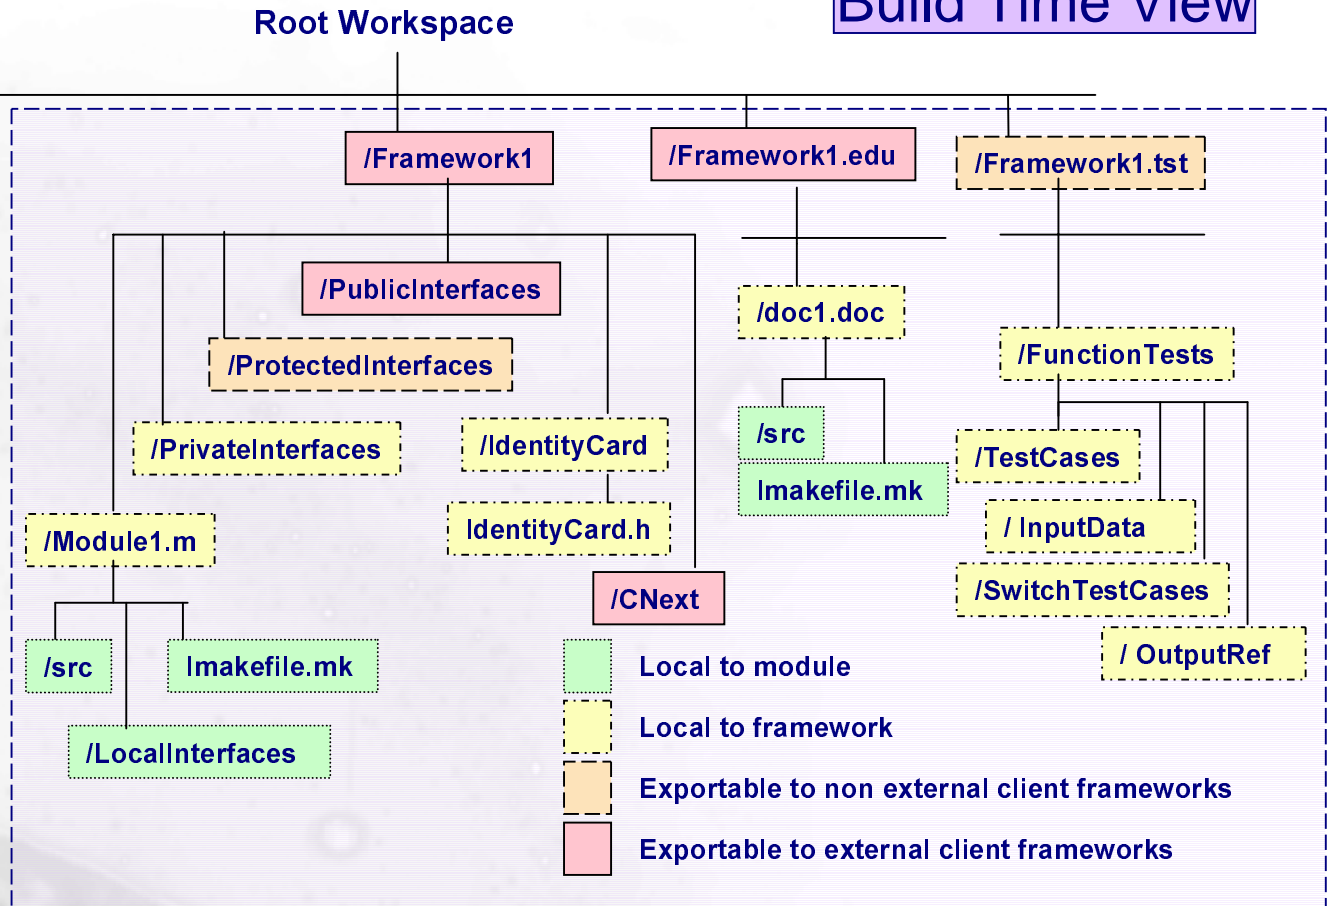 Build Time View
Root Workspace
/Framework1
/Framework1.edu
/Framework1.tst
/PublicInterfaces
/doc1.doc
/ProtectedInterfaces
/FunctionTests
/PrivateInterfaces
/IdentityCard
/src
/TestCases
Imakefile.mk
IdentityCard.h
/ InputData
/Module1.m
/CNext
/SwitchTestCases
/src
Imakefile.mk
/ OutputRef
/LocalInterfaces
Local to module
Local to framework
Exportable to non external client frameworks
Exportable to external client frameworks